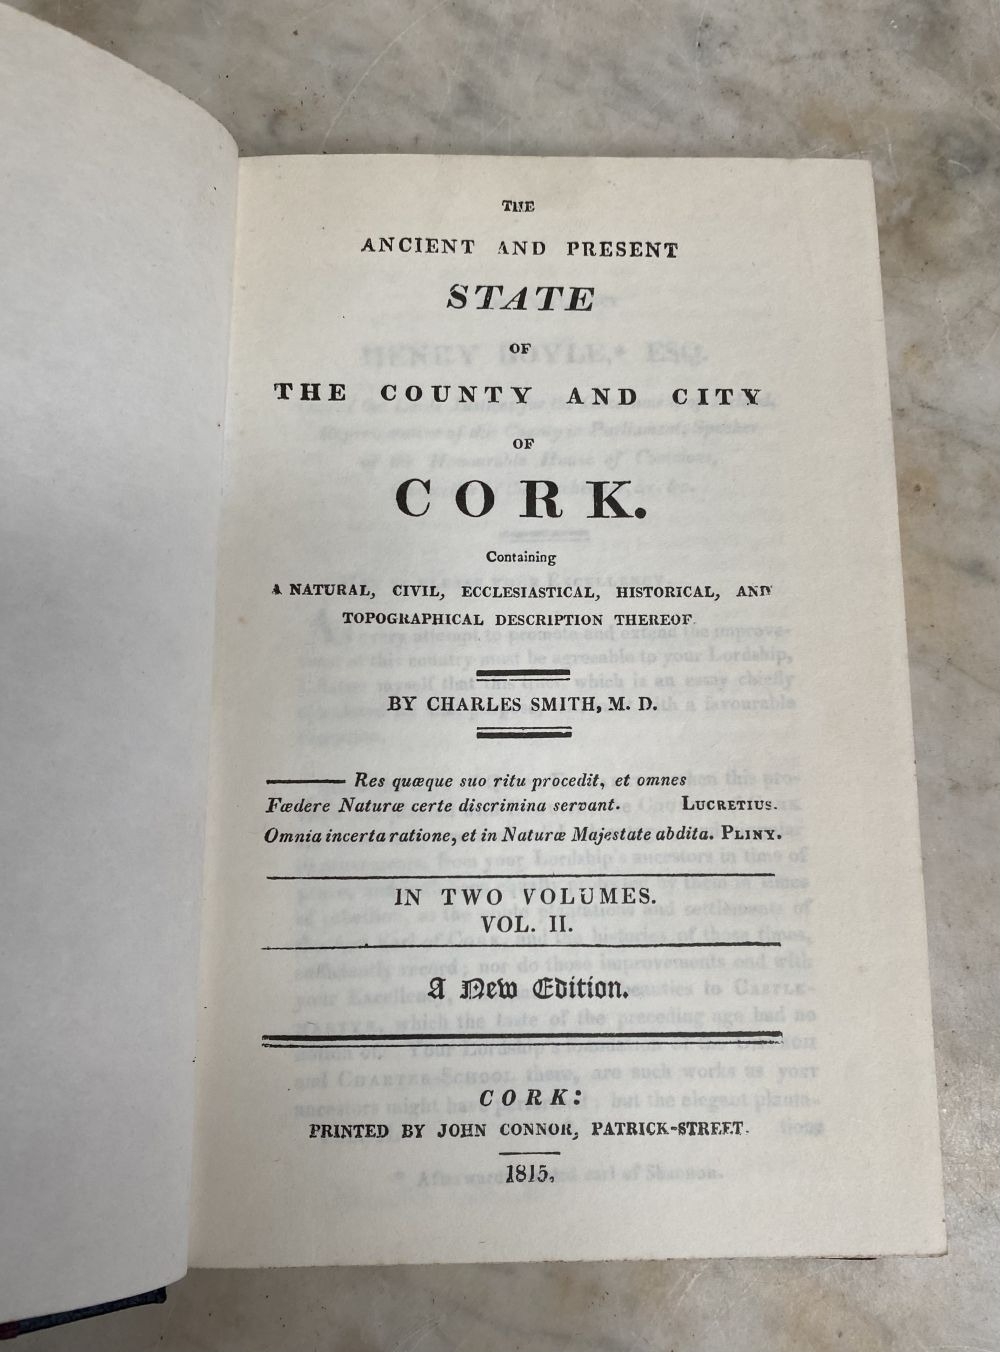 THE
ANCIENT AND PRESENT
STATE
OF
THE COUNTY AND CITY
OF
CORK.
Containing
A NATURAL, CIVIL, ECCLESIASTICAL, HISTORICAL, AND
TOPOGRAPHICAL DESCRIPTION THEREOF.
BY CHARLES SMITH, M. D.
——— Res quæque suo ritu procedit, et omnes
Fœdere Naturæ certe discrimina servant. LUCRETIUS.
Omnia incerta ratione, et in Naturæ Majestate abdita. PLINY.
IN TWO VOLUMES.
VOL. II.
A New Edition.
CORK:
PRINTED BY JOHN CONNOR, PATRICK-STREET.
1815.